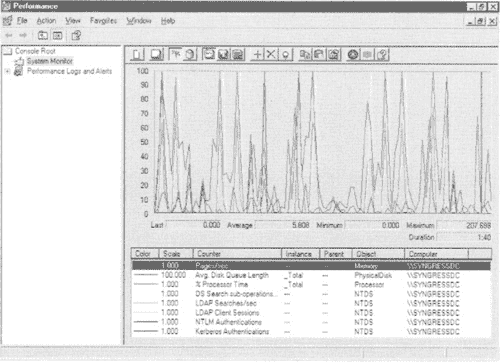 Performance
File Action View Favorites Window Help
Console Root
System Monitor
Performance Logs and Alerts
100
90
80
70
60
50
40
30
20
10
0
Last 0.000 Average 5.808 Minimum 0.000 Maximum 207.699
Duration 1:40
Color Scale Counter Instance Parent Object Computer
1.000 Pages/sec --- --- Memory \\SYNGRESSDC
100.000 Avg. Disk Queue Length _Total --- PhysicalDisk \\SYNGRESSDC
1.000 % Processor Time _Total --- Processor \\SYNGRESSDC
1.000 DS Search sub-operations... --- --- NTDS \\SYNGRESSDC
1.000 LDAP Searches/sec --- --- NTDS \\SYNGRESSDC
1.000 LDAP Client Sessions --- --- NTDS \\SYNGRESSDC
1.000 NTLM Authentications --- --- NTDS \\SYNGRESSDC
1.000 Kerberos Authentications --- --- NTDS \\SYNGRESSDC